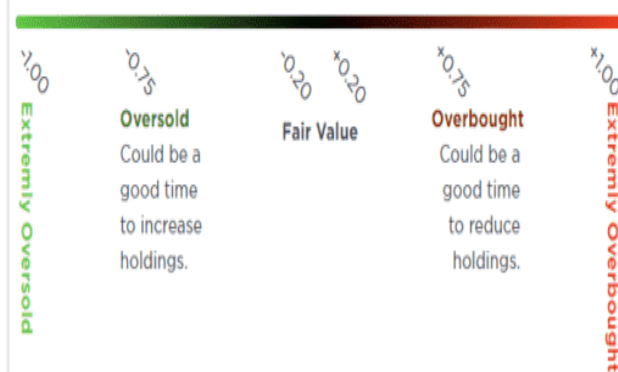 -1.00
-0.75
-0.20
+0.20
+0.75
+1.00
Extremly Oversold
Oversold
Could be a
good time
to increase
holdings.
Fair Value
Overbought
Could be a
good time
to reduce
holdings.
Extremly Overbought